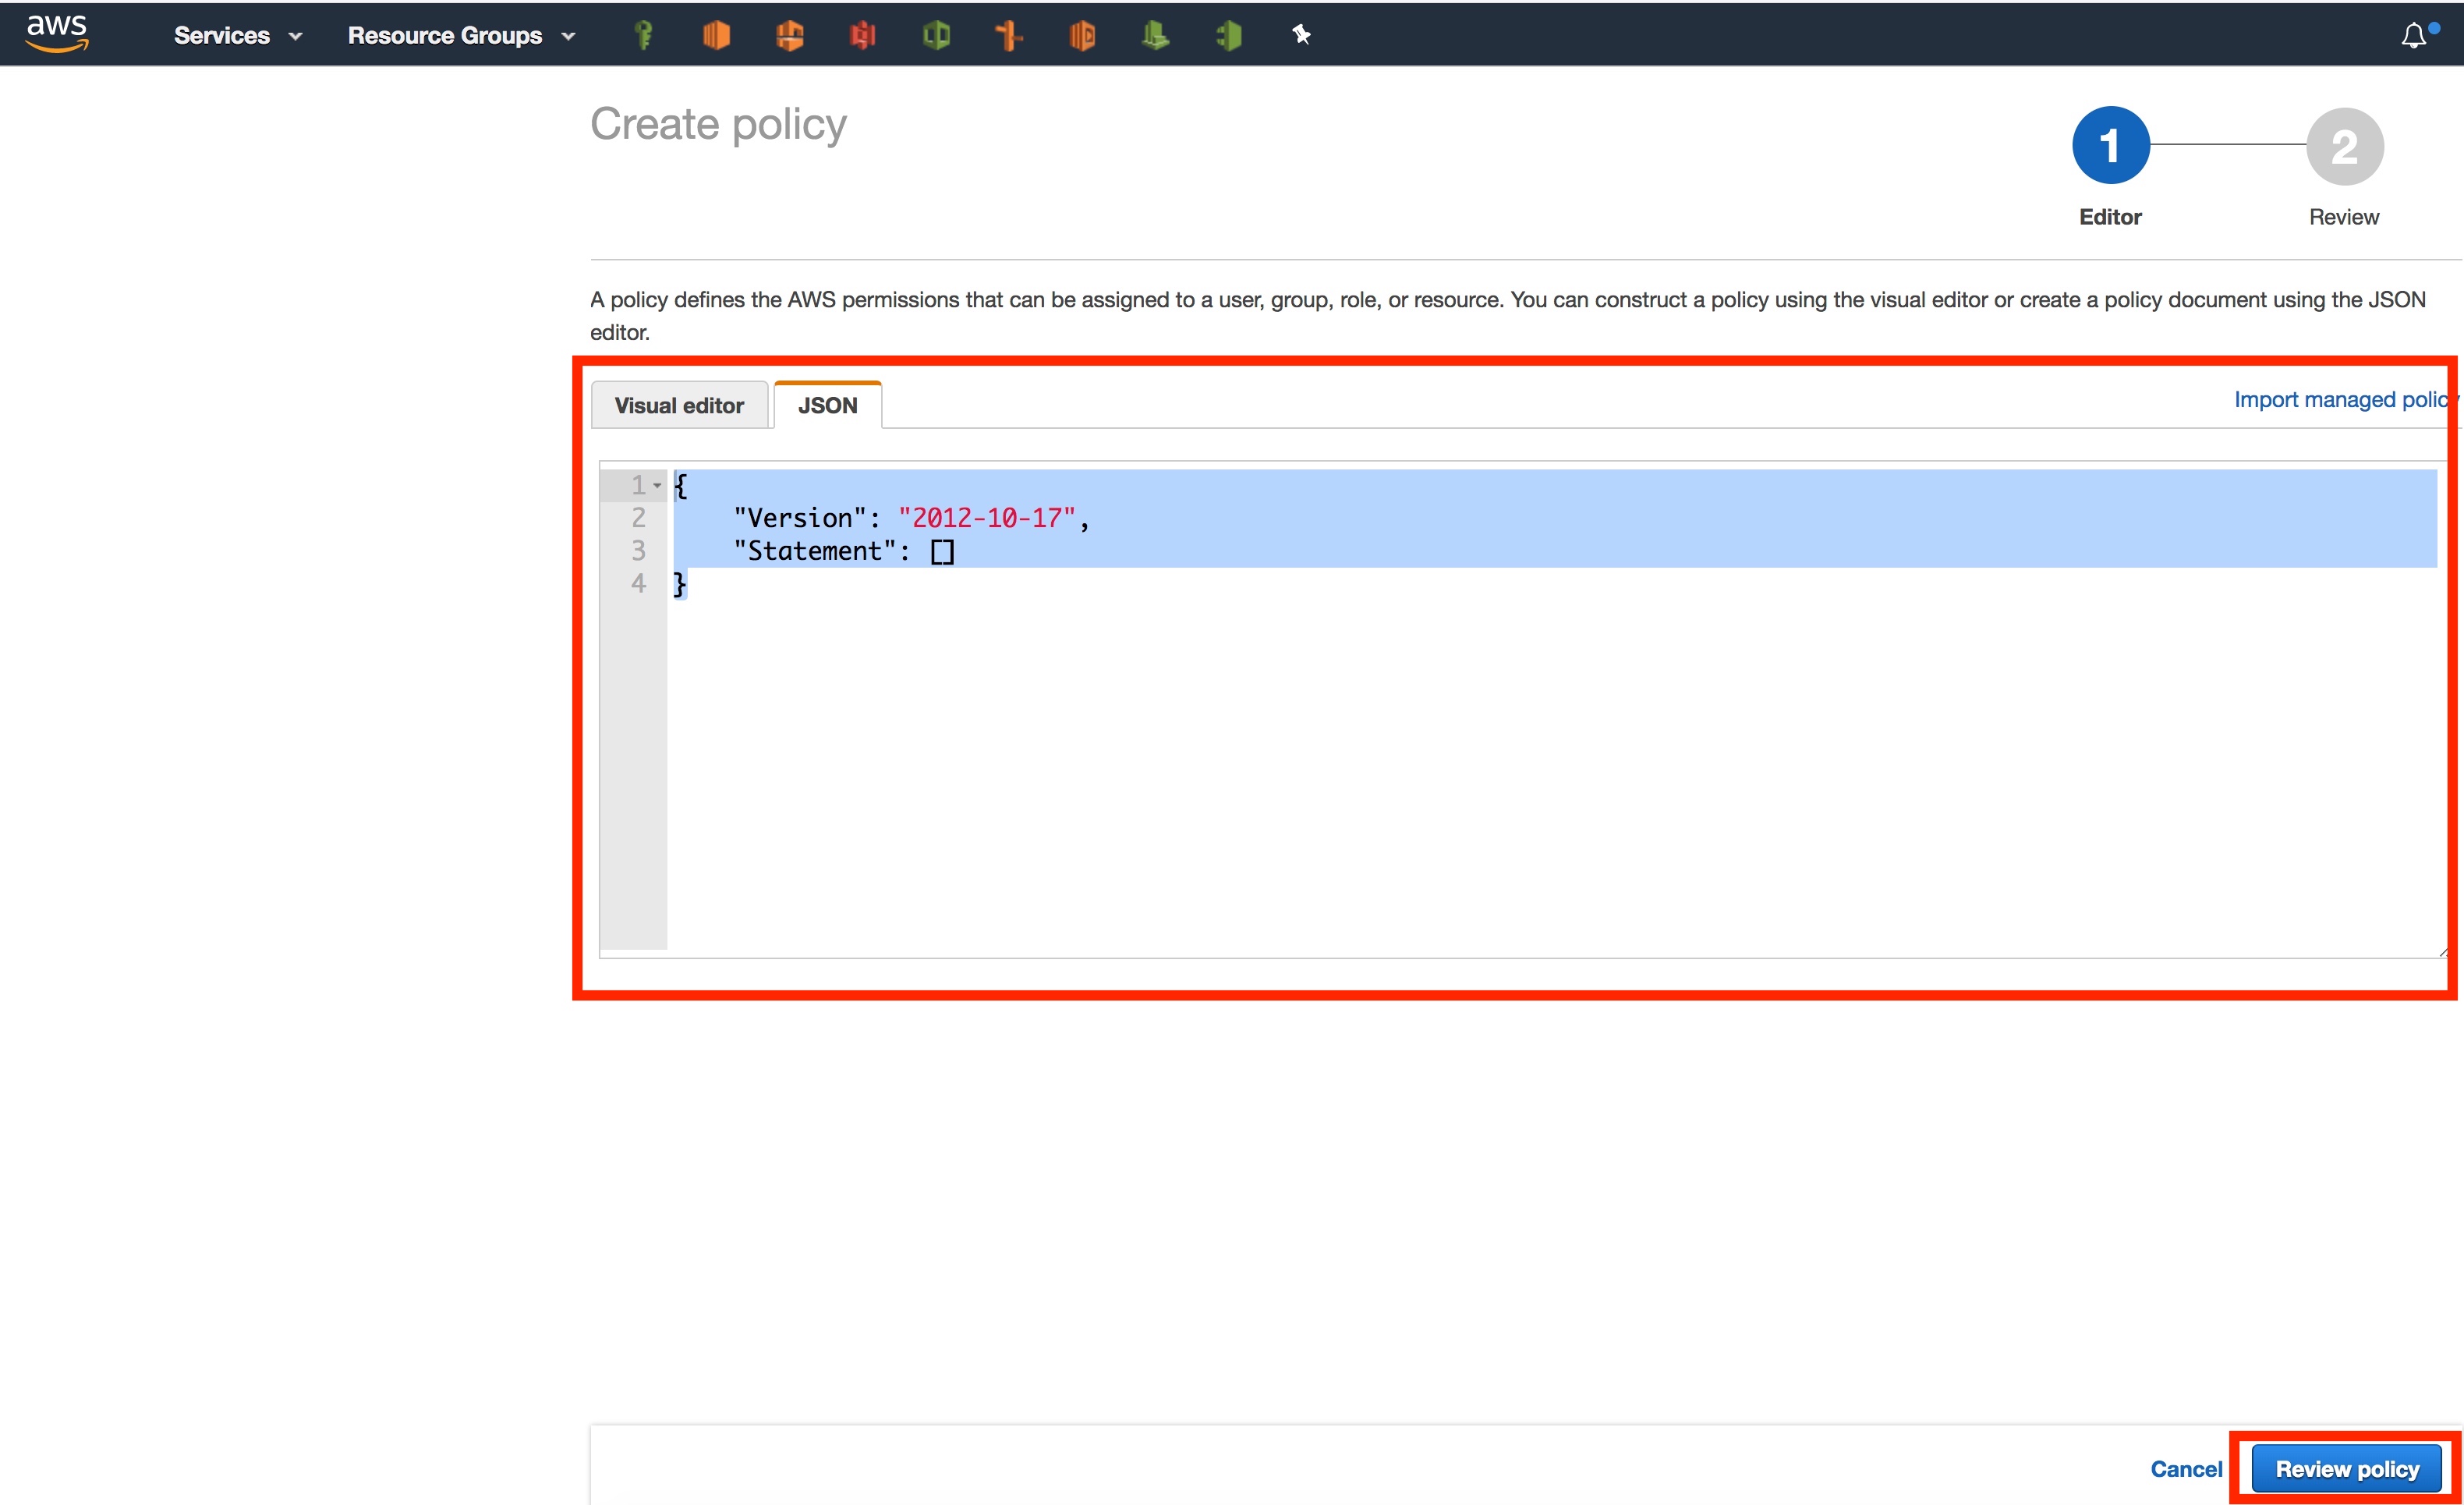 aws Services Resource Groups
Create policy
1 2
Editor Review
A policy defines the AWS permissions that can be assigned to a user, group, role, or resource. You can construct a policy using the visual editor or create a policy document using the JSON
editor.
Visual editor JSON Import managed policy
1 {
2 "Version": "2012-10-17",
3 "Statement": []
4 }
Cancel Review policy